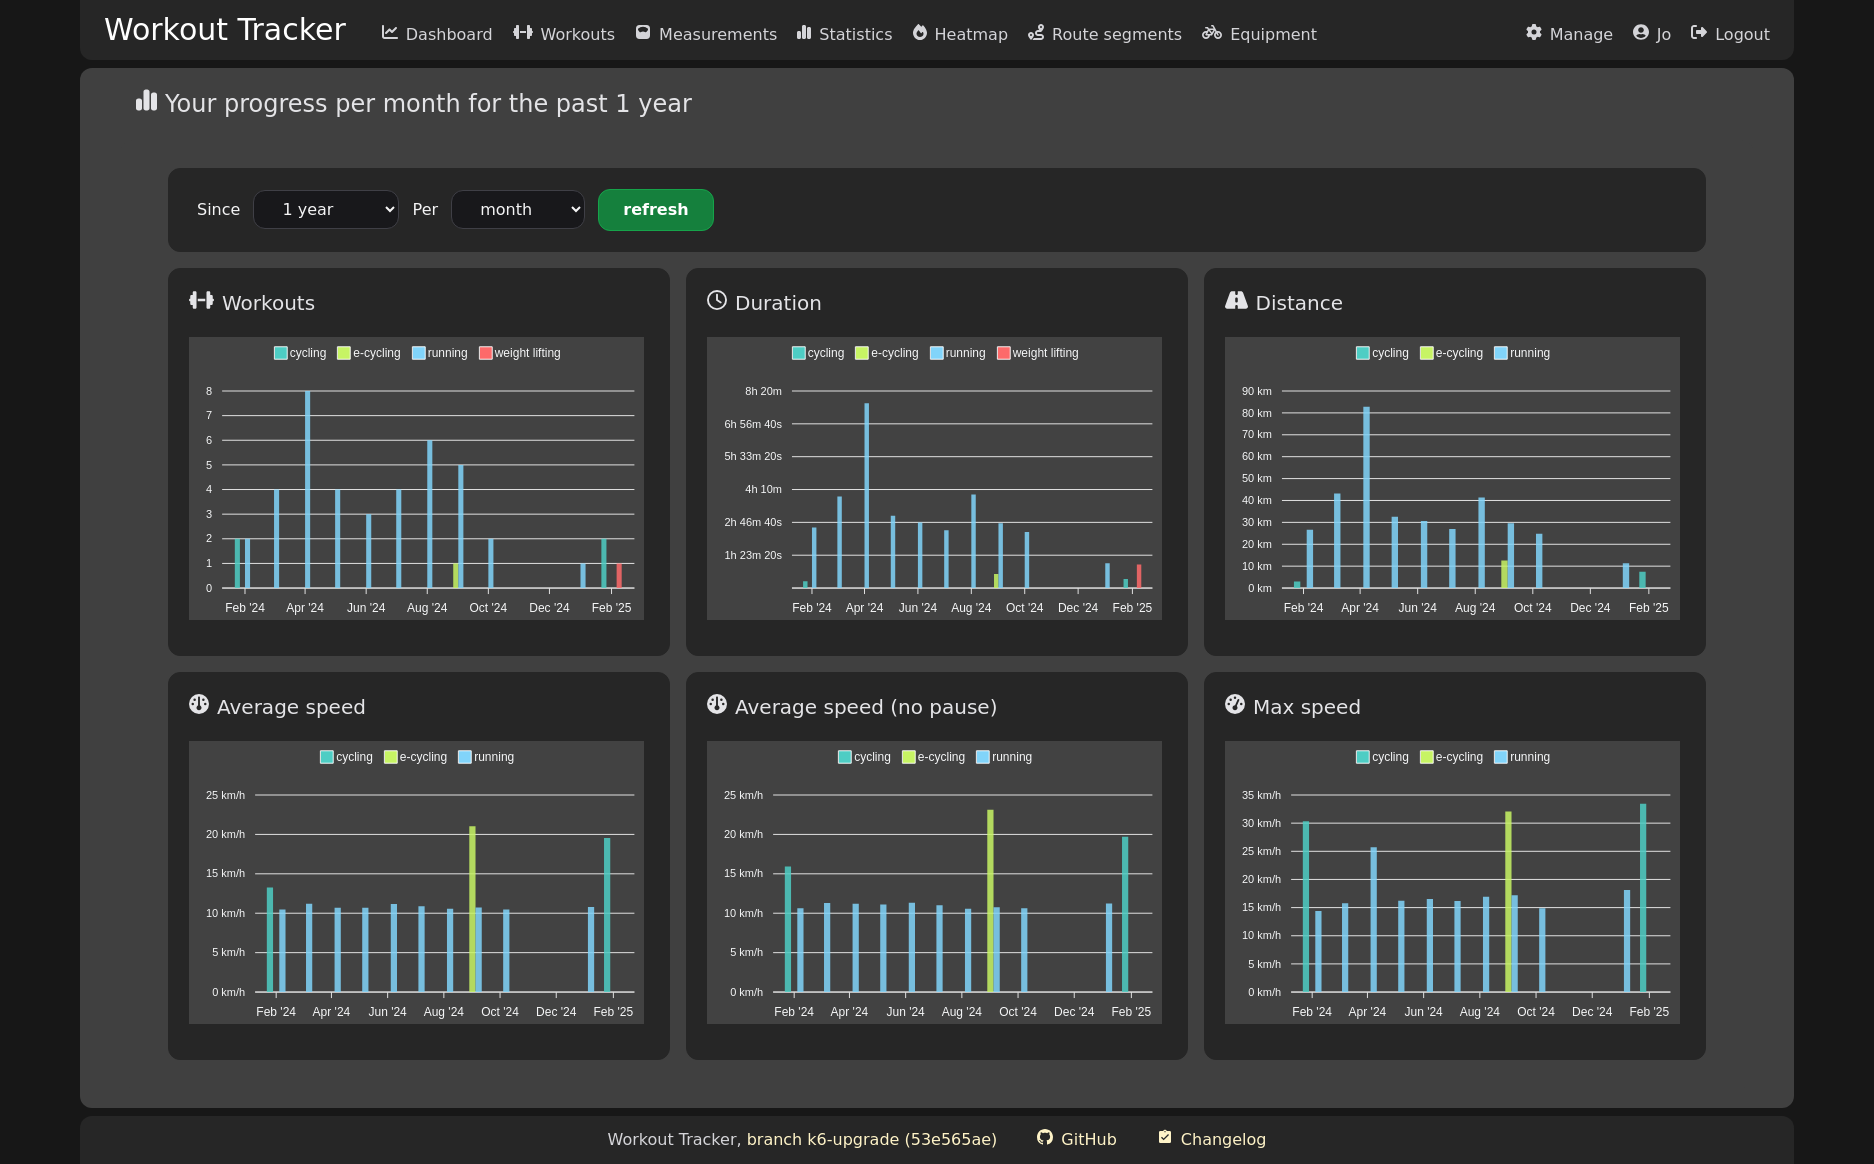 Workout Tracker Dashboard Workouts Measurements Statistics Heatmap Route segments Equipment Manage Jo Logout
Your progress per month for the past 1 year
Since 1 year Per month refresh
Workouts
cycling e-cycling running weight lifting
8
7
6
5
4
3
2
1
0
Feb '24 Apr '24 Jun '24 Aug '24 Oct '24 Dec '24 Feb '25
Duration
cycling e-cycling running weight lifting
8h 20m
6h 56m 40s
5h 33m 20s
4h 10m
2h 46m 40s
1h 23m 20s
Feb '24 Apr '24 Jun '24 Aug '24 Oct '24 Dec '24 Feb '25
Distance
cycling e-cycling running
90 km
80 km
70 km
60 km
50 km
40 km
30 km
20 km
10 km
0 km
Feb '24 Apr '24 Jun '24 Aug '24 Oct '24 Dec '24 Feb '25
Average speed
cycling e-cycling running
25 km/h
20 km/h
15 km/h
10 km/h
5 km/h
0 km/h
Feb '24 Apr '24 Jun '24 Aug '24 Oct '24 Dec '24 Feb '25
Average speed (no pause)
cycling e-cycling running
25 km/h
20 km/h
15 km/h
10 km/h
5 km/h
0 km/h
Feb '24 Apr '24 Jun '24 Aug '24 Oct '24 Dec '24 Feb '25
Max speed
cycling e-cycling running
35 km/h
30 km/h
25 km/h
20 km/h
15 km/h
10 km/h
5 km/h
0 km/h
Feb '24 Apr '24 Jun '24 Aug '24 Oct '24 Dec '24 Feb '25
Workout Tracker, branch k6-upgrade (53e565ae) GitHub Changelog